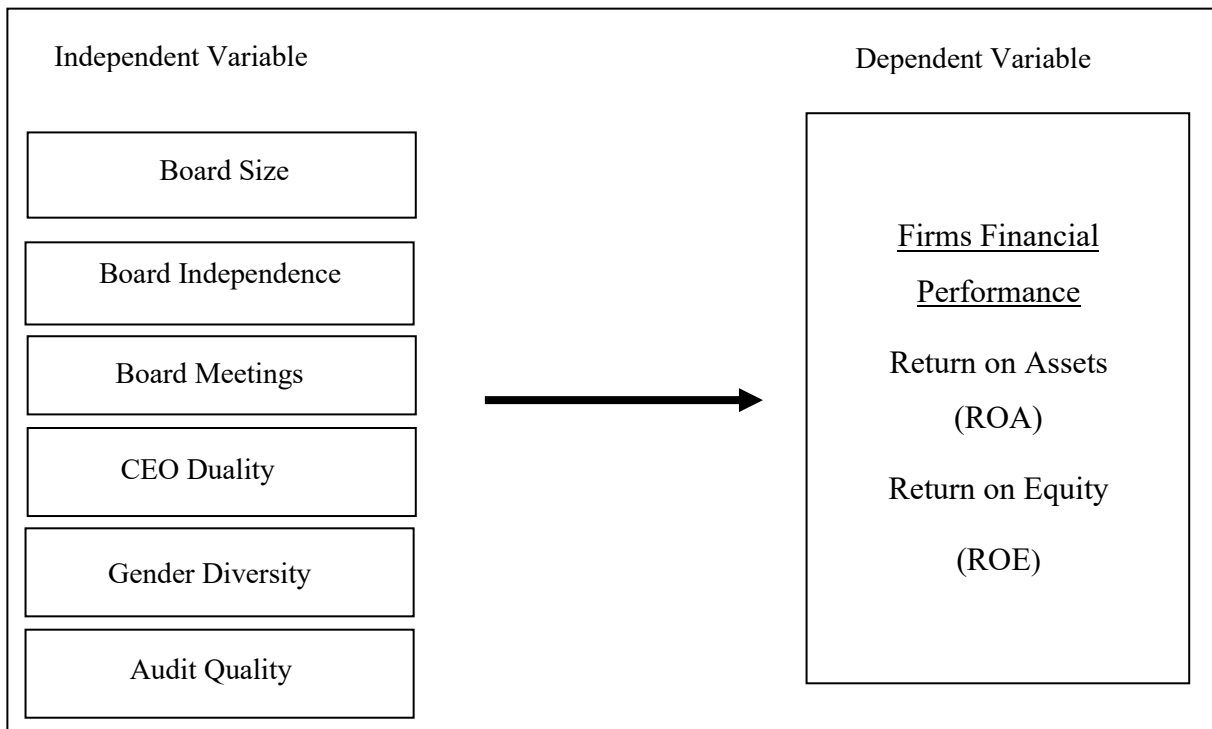 Independent Variable
Dependent Variable
Board Size
Board Independence
Board Meetings
CEO Duality
Gender Diversity
Audit Quality
Firms Financial
Performance
Return on Assets
(ROA)
Return on Equity
(ROE)